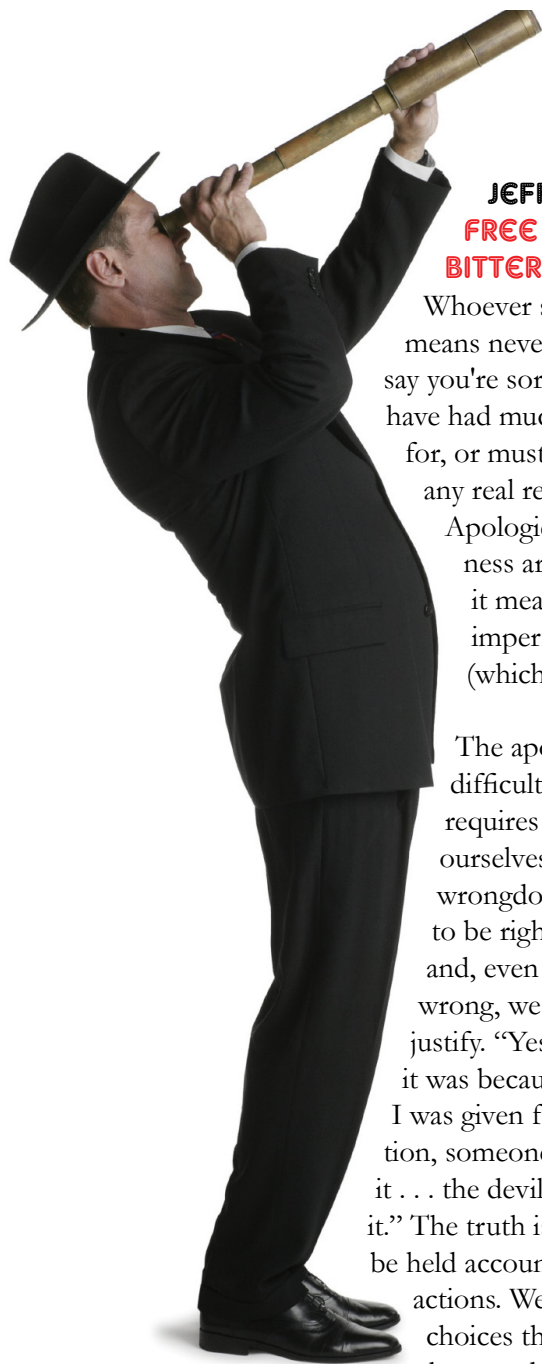 JEFF
FREE
BITTER
Whoever s
means neve
say you're sor
have had muc
for, or must
any real re
Apologie
ness ar
it mea
imper
(which
The apo
difficult
requires
ourselves
wrongdo
to be righ
and, even
wrong, we
justify. “Yes
it was becau
I was given f
tion, someone
it . . . the devil
it.” The truth i
be held accoun
actions. We
choices th